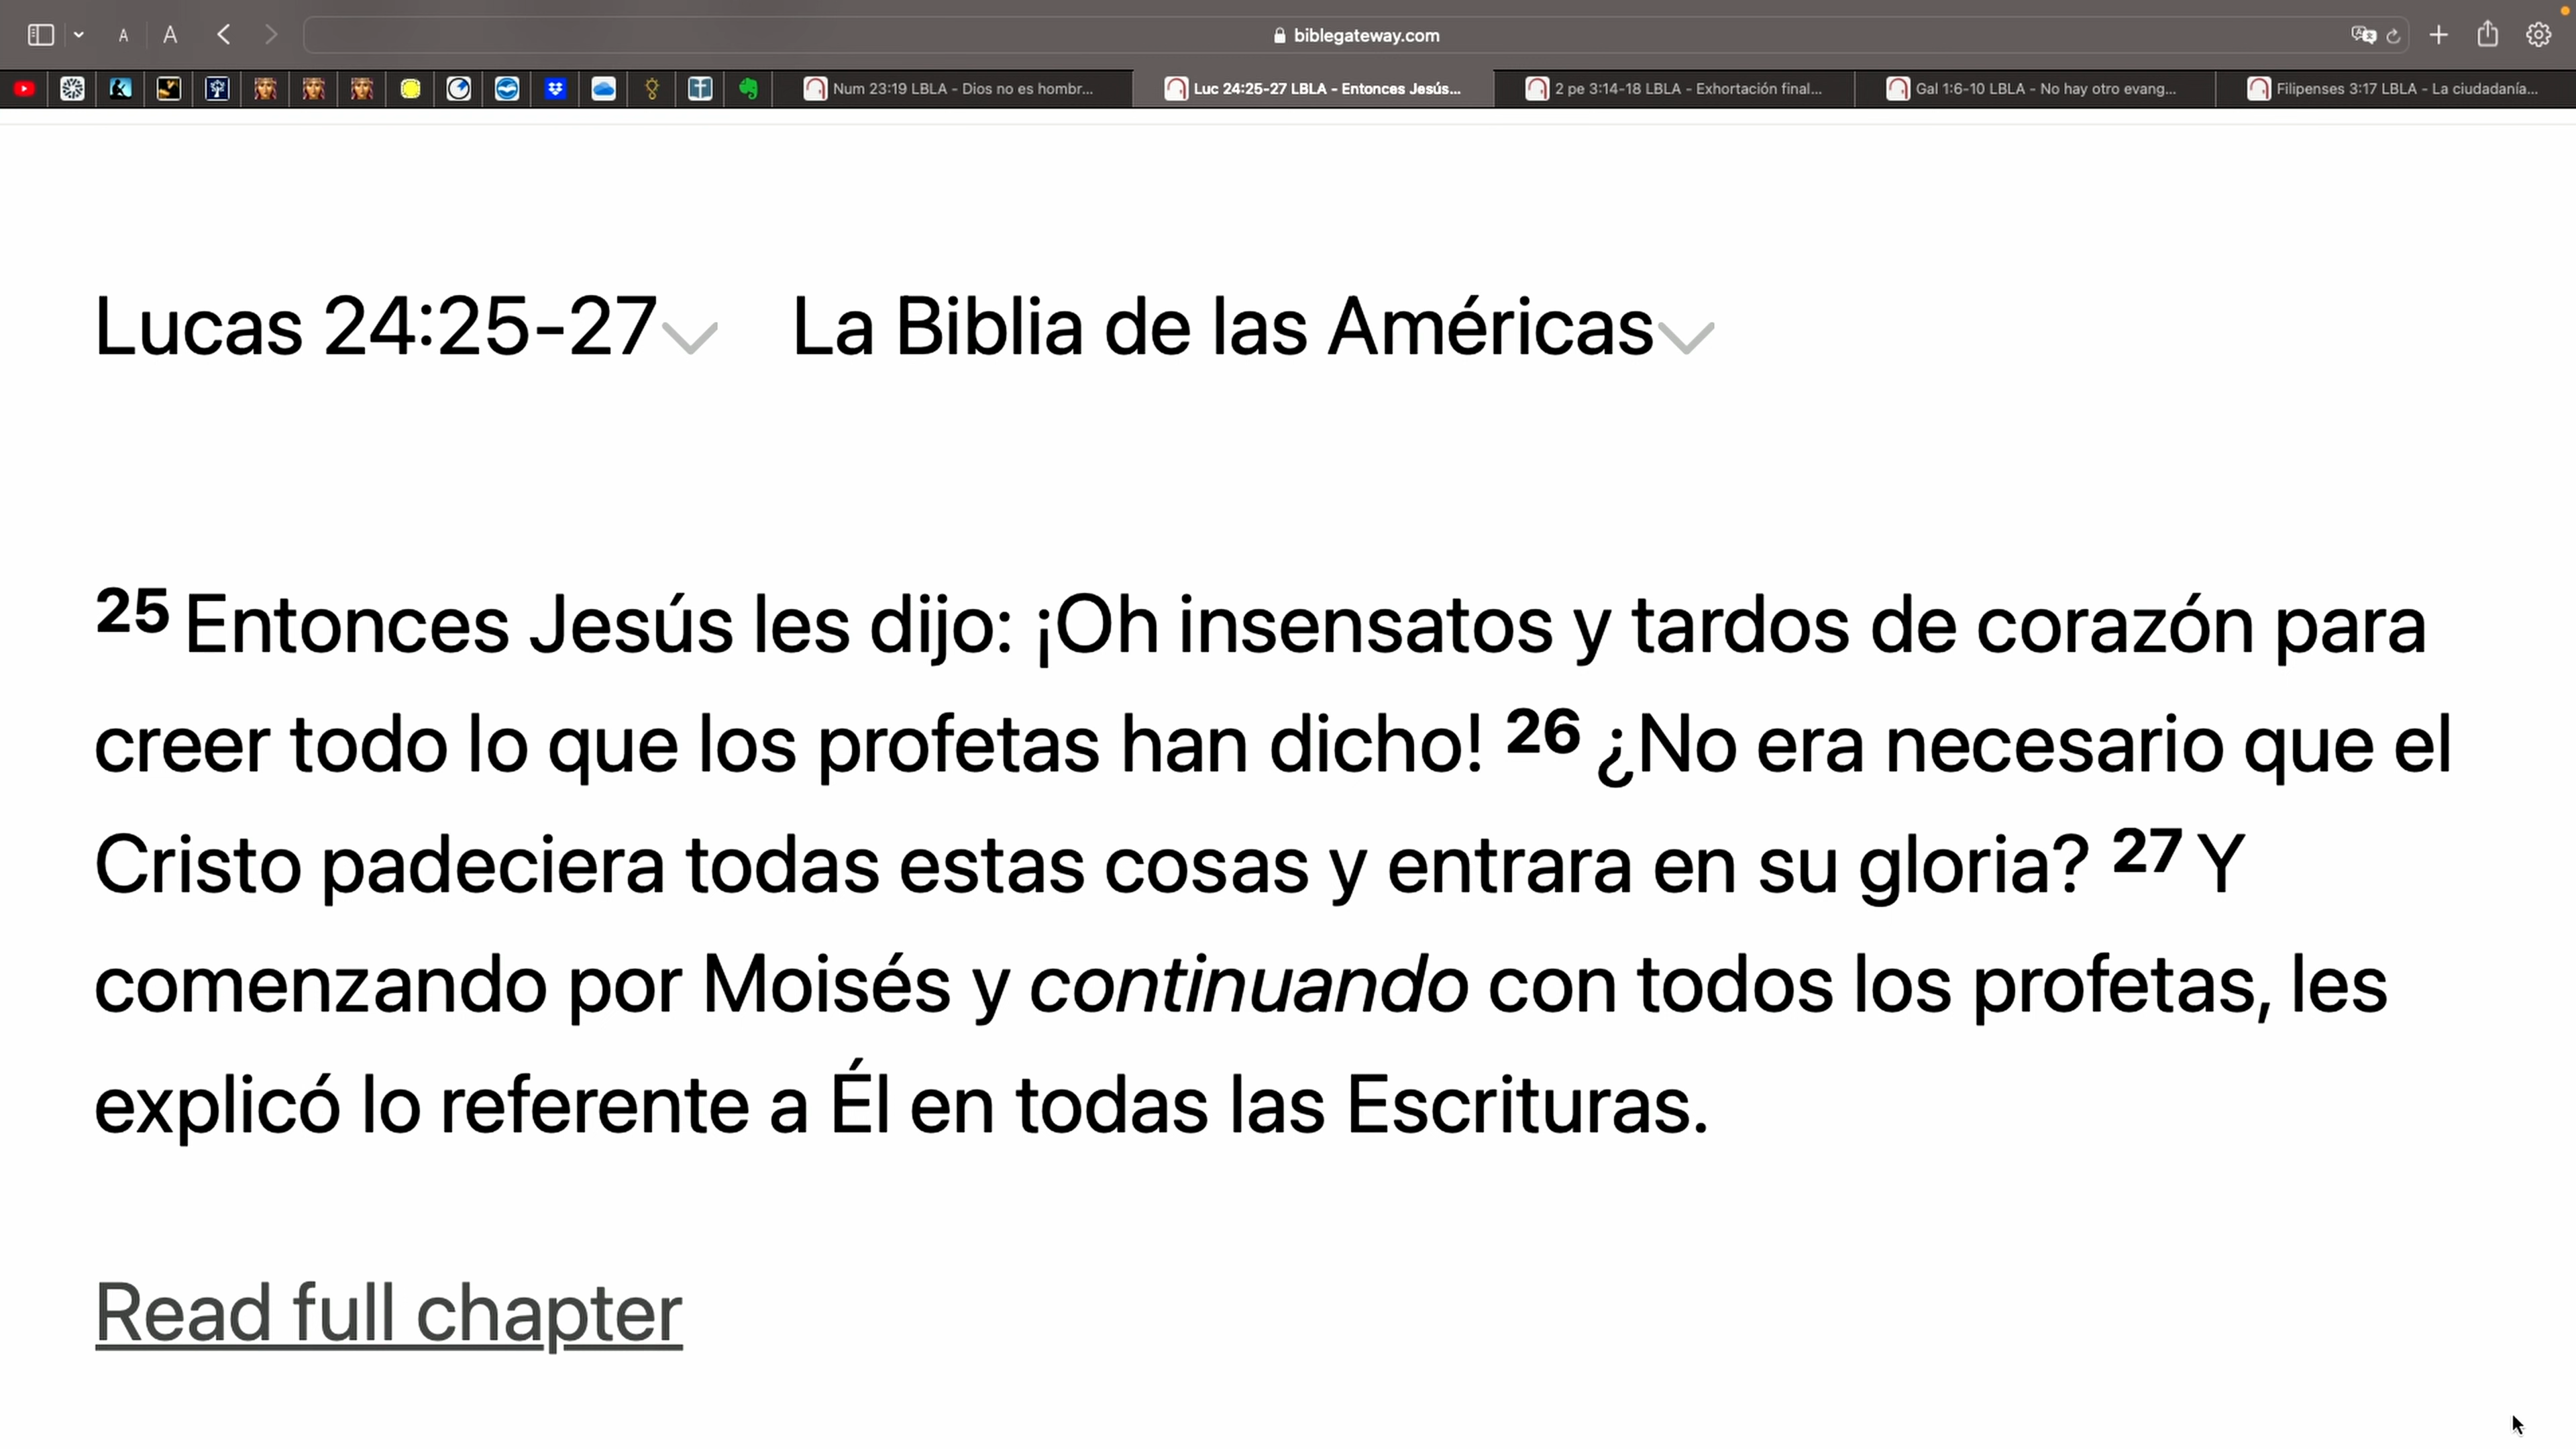 A A biblegateway.com
Num 23:19 LBLA - Dios no es hombr... Luc 24:25-27 LBLA - Entonces Jesús... 2 pe 3:14-18 LBLA - Exhortación final... Gal 1:6-10 LBLA - No hay otro evang... Filipenses 3:17 LBLA - La ciudadanía...
Lucas 24:25-27 La Biblia de las Américas
25 Entonces Jesús les dijo: ¡Oh insensatos y tardos de corazón para
creer todo lo que los profetas han dicho! 26 ¿No era necesario que el
Cristo padeciera todas estas cosas y entrara en su gloria? 27 Y
comenzando por Moisés y continuando con todos los profetas, les
explicó lo referente a Él en todas las Escrituras.
Read full chapter